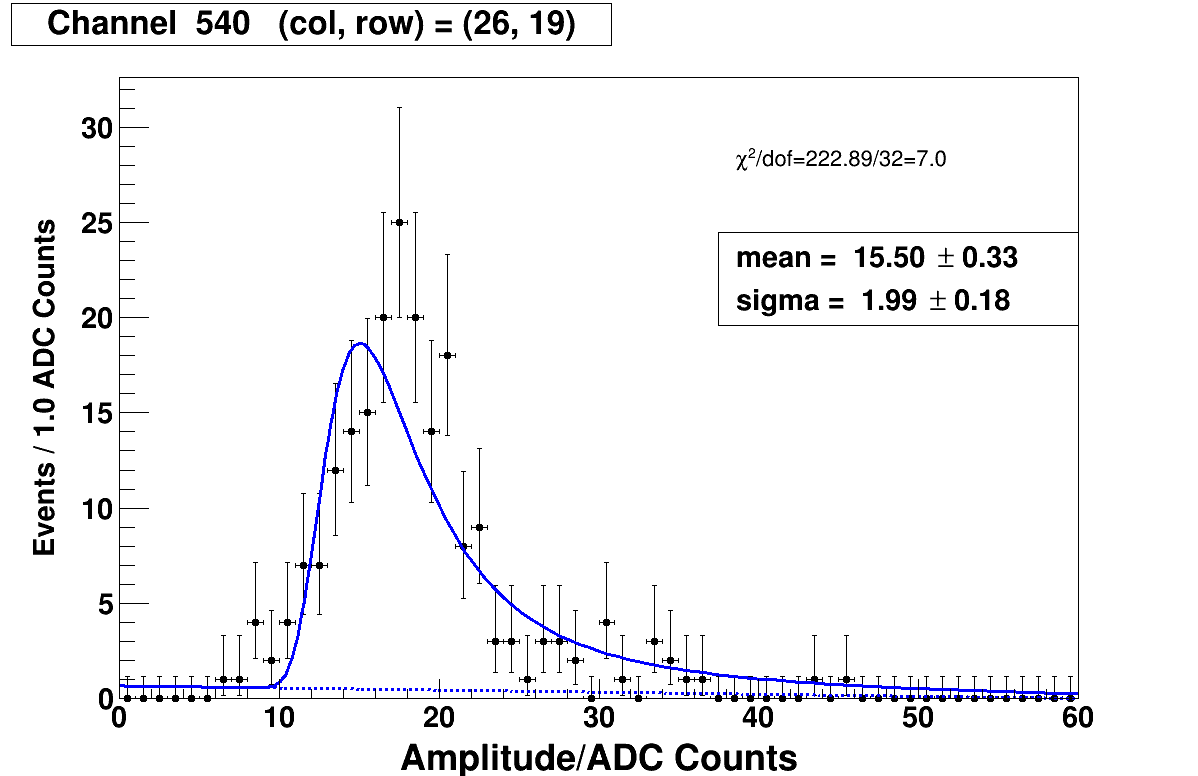 Channel 540 (col, row) = (26, 19)
χ²/dof=222.89/32=7.0
mean = 15.50 ± 0.33
sigma = 1.99 ± 0.18
Events / 1.0 ADC Counts
30
25
20
15
10
5
0
0 10 20 30 40 50 60
Amplitude/ADC Counts